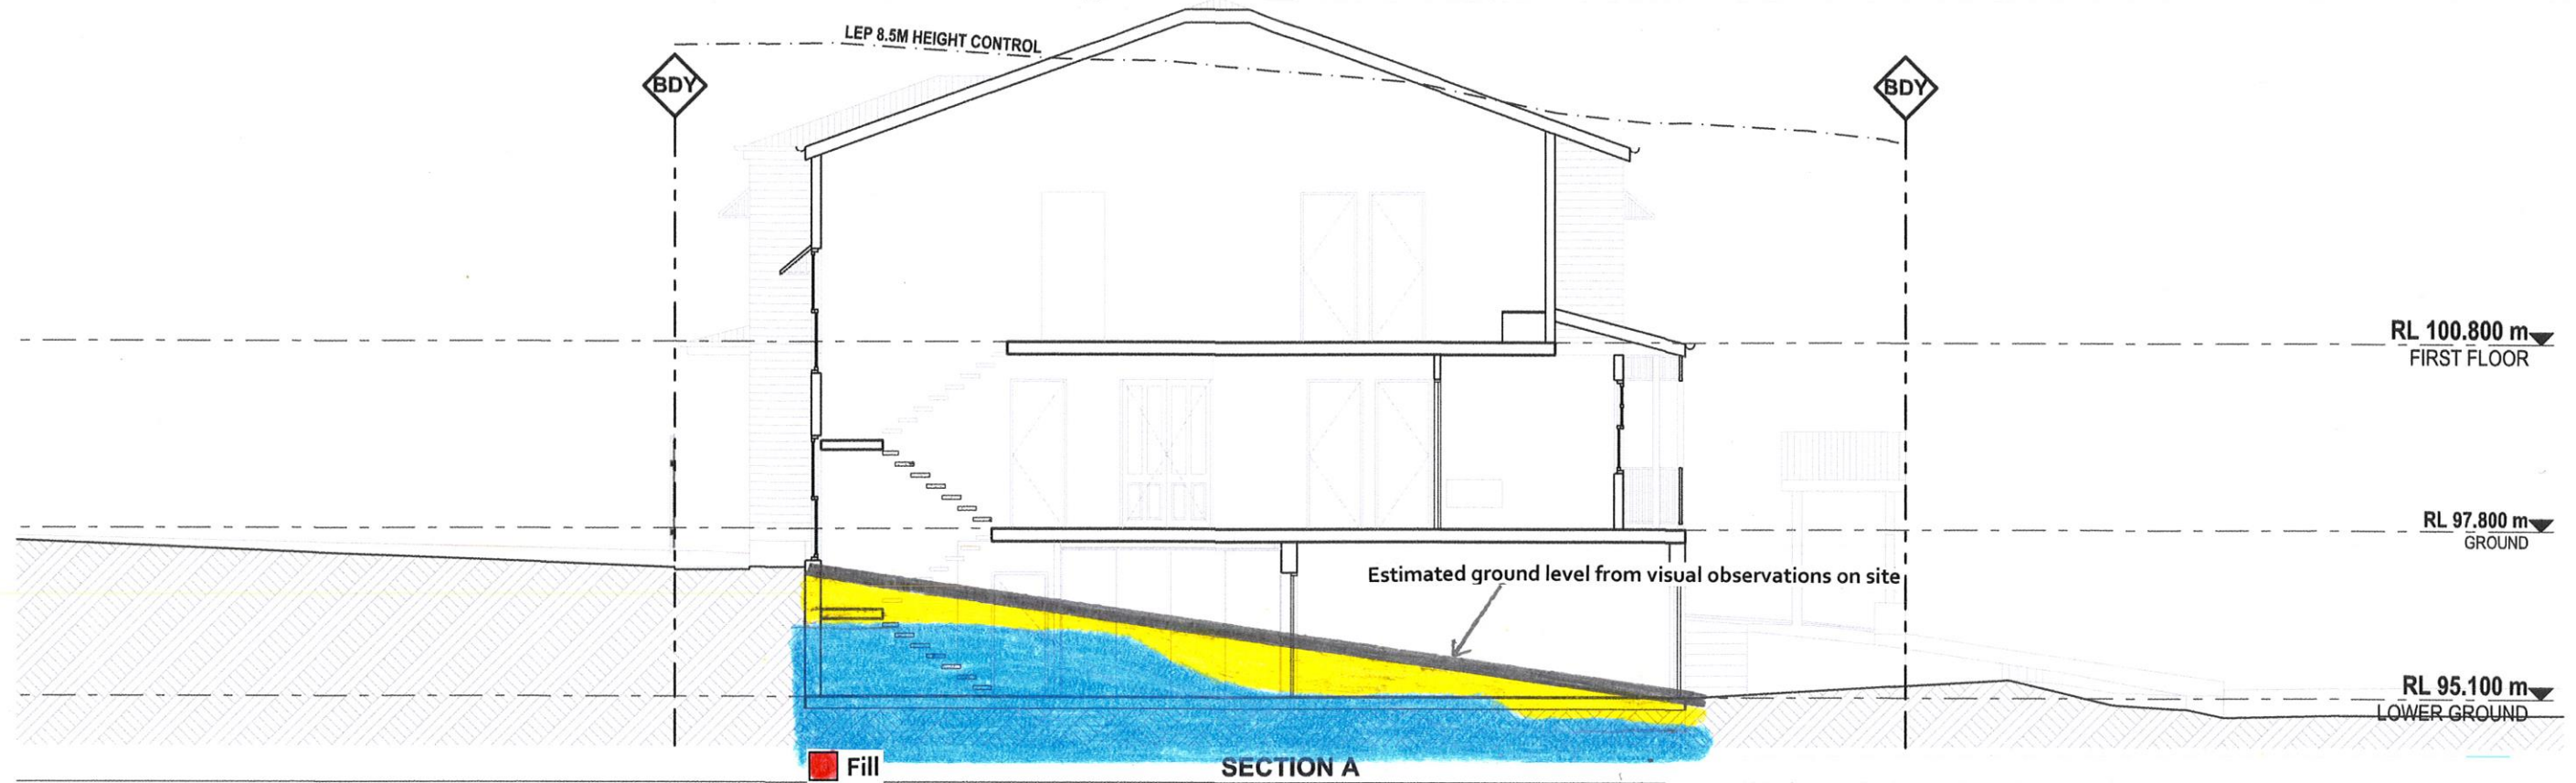 LEP 8.5M HEIGHT CONTROL
BDY
BDY
RL 100.800 m
FIRST FLOOR
RL 97.800 m
GROUND
Estimated ground level from visual observations on site
RL 95.100 m
LOWER GROUND
Fill
SECTION A